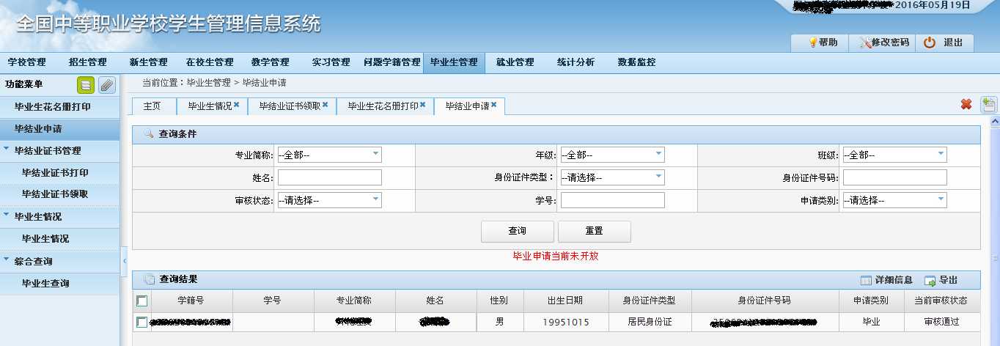 2016年05月19日
全国中等职业学校学生管理信息系统
帮助 修改密码 退出
学校管理 招生管理 新生管理 在校生管理 教学管理 实习管理 问题学籍管理 毕业生管理 就业管理 统计分析 数据监控
功能菜单
毕业生花名册打印
毕结业申请
毕结业证书管理
毕结业证书打印
毕结业证书领取
毕业生情况
毕业生情况
综合查询
毕业生查询
当前位置：毕业生管理 > 毕结业申请
主页 毕业生情况 毕结业证书领取 毕业生花名册打印 毕结业申请
查询条件
专业简称: --全部-- 年级: --全部-- 班级: --全部--
姓名: 身份证件类型： --请选择-- 身份证件号码:
审核状态: --请选择-- 学号: 申请类别: --请选择--
查询 重置
毕业申请当前未开放
查询结果 详细信息 导出
学籍号 学号 专业简称 姓名 性别 出生日期 身份证件类型 身份证件号码 申请类别 当前审核状态
男 19951015 居民身份证 毕业 审核通过